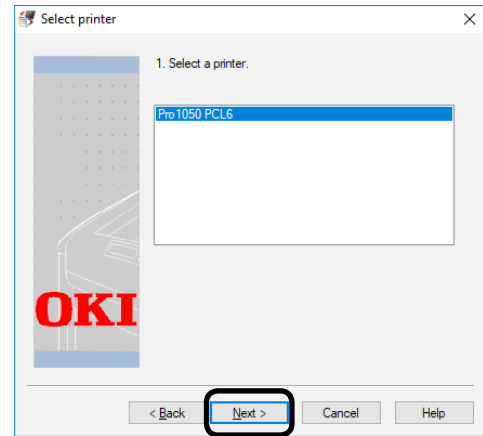 Select printer
1. Select a printer.
Pro1050 PCL6
OKI
< Back Next > Cancel Help